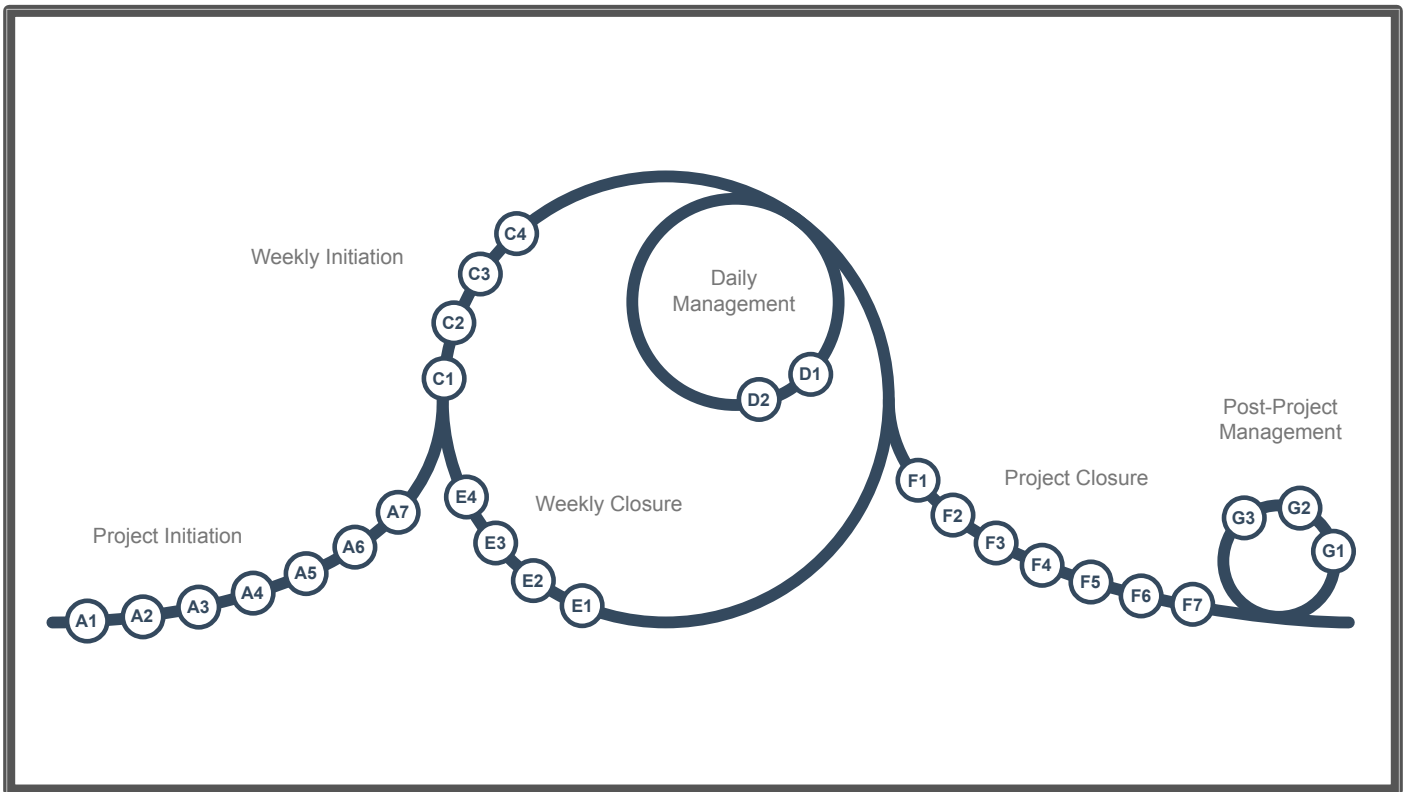 Project Initiation
A1
A2
A3
A4
A5
A6
A7
Weekly Initiation
C1
C2
C3
C4
Daily
Management
D1
D2
Weekly Closure
E1
E2
E3
E4
Project Closure
F1
F2
F3
F4
F5
F6
F7
Post-Project
Management
G1
G2
G3